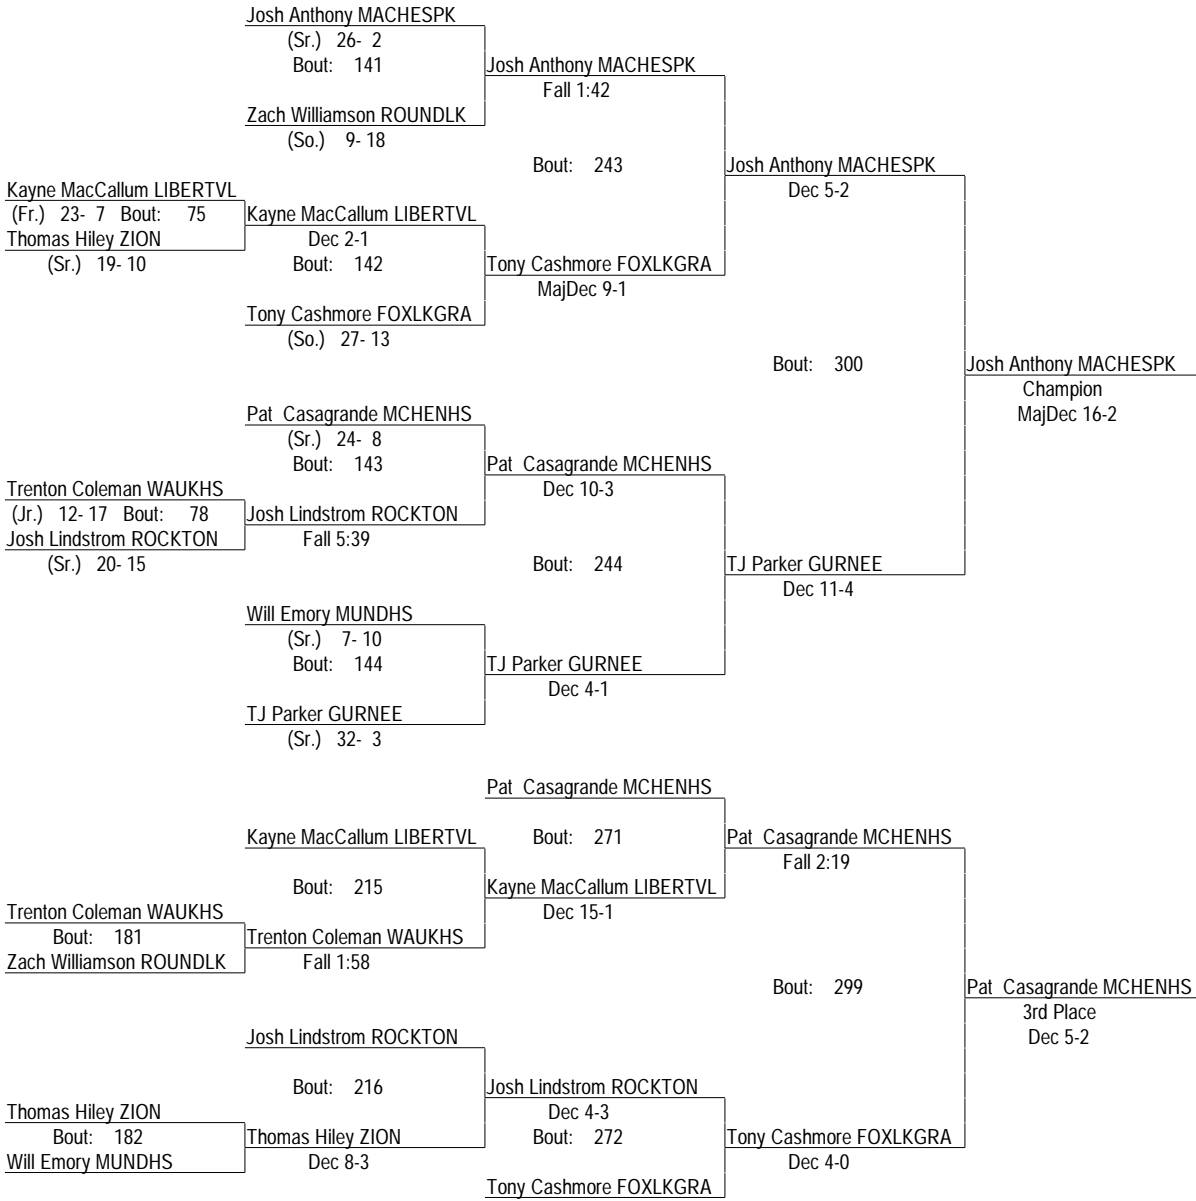 Josh Anthony MACHESPK
(Sr.) 26- 2
Bout: 141
Josh Anthony MACHESPK
Fall 1:42
Zach Williamson ROUNDLK
(So.) 9- 18
Bout: 243
Josh Anthony MACHESPK
Dec 5-2
Kayne MacCallum LIBERTVL
(Fr.) 23- 7 Bout: 75
Kayne MacCallum LIBERTVL
Thomas Hiley ZION
Dec 2-1
(Sr.) 19- 10
Bout: 142
Tony Cashmore FOXLKGRA
MajDec 9-1
Tony Cashmore FOXLKGRA
(So.) 27- 13
Bout: 300
Josh Anthony MACHESPK
Champion
MajDec 16-2
Pat Casagrande MCHENHS
(Sr.) 24- 8
Bout: 143
Pat Casagrande MCHENHS
Dec 10-3
Trenton Coleman WAUKHS
(Jr.) 12- 17 Bout: 78
Josh Lindstrom ROCKTON
Josh Lindstrom ROCKTON
Fall 5:39
(Sr.) 20- 15
Bout: 244
TJ Parker GURNEE
Dec 11-4
Will Emory MUNDHS
(Sr.) 7- 10
Bout: 144
TJ Parker GURNEE
Dec 4-1
TJ Parker GURNEE
(Sr.) 32- 3
Pat Casagrande MCHENHS
Kayne MacCallum LIBERTVL
Bout: 271
Pat Casagrande MCHENHS
Fall 2:19
Bout: 215
Kayne MacCallum LIBERTVL
Dec 15-1
Trenton Coleman WAUKHS
Bout: 181
Trenton Coleman WAUKHS
Zach Williamson ROUNDLK
Fall 1:58
Bout: 299
Pat Casagrande MCHENHS
3rd Place
Dec 5-2
Josh Lindstrom ROCKTON
Bout: 216
Josh Lindstrom ROCKTON
Dec 4-3
Thomas Hiley ZION
Bout: 182
Thomas Hiley ZION
Bout: 272
Tony Cashmore FOXLKGRA
Will Emory MUNDHS
Dec 8-3
Dec 4-0
Tony Cashmore FOXLKGRA